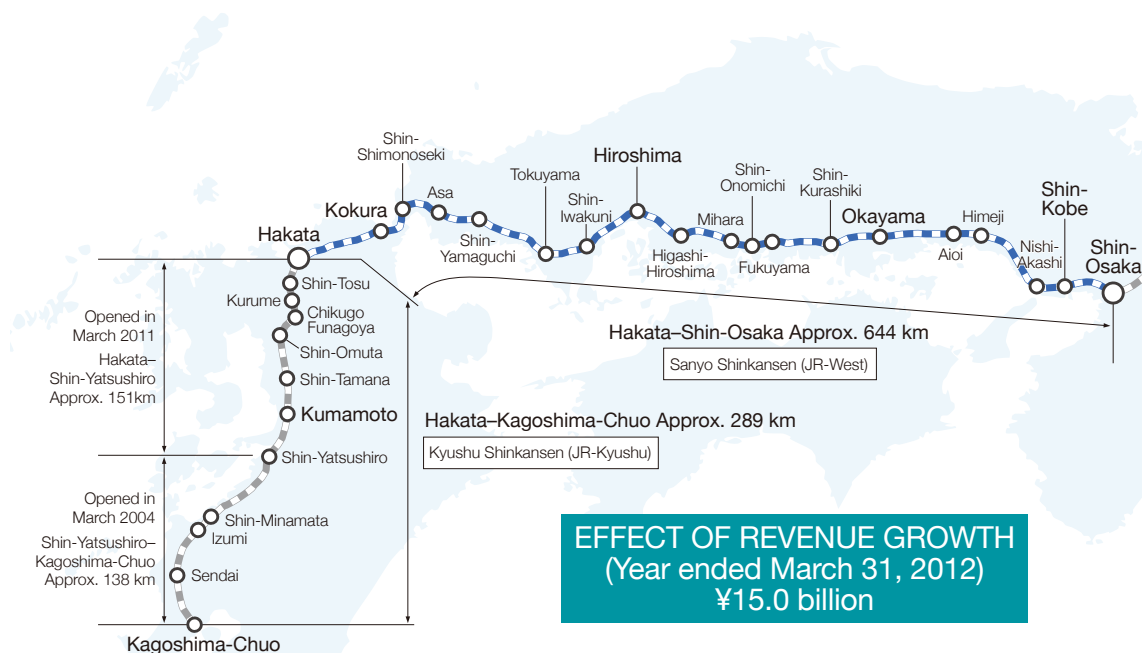 Shin-
Shimonoseki
Asa
Kokura
Hakata
Shin-
Yamaguchi
Tokuyama
Shin-
Iwakuni
Hiroshima
Higashi-
Hiroshima
Mihara
Shin-
Onomichi
Fukuyama
Shin-
Kurashiki
Okayama
Aioi
Himeji
Nishi-
Akashi
Shin-
Kobe
Shin-
Osaka
Shin-Tosu
Kurume
Chikugo
Funagoya
Shin-Omuta
Shin-Tamana
Kumamoto
Shin-Yatsushiro
Shin-Minamata
Izumi
Sendai
Kagoshima-Chuo
Opened in
March 2011
Hakata–
Shin-Yatsushiro
Approx. 151km
Opened in
March 2004
Shin-Yatsushiro–
Kagoshima-Chuo
Approx. 138 km
Hakata–Shin-Osaka Approx. 644 km
Sanyo Shinkansen (JR-West)
Hakata–Kagoshima-Chuo Approx. 289 km
Kyushu Shinkansen (JR-Kyushu)
EFFECT OF REVENUE GROWTH
(Year ended March 31, 2012)
¥15.0 billion